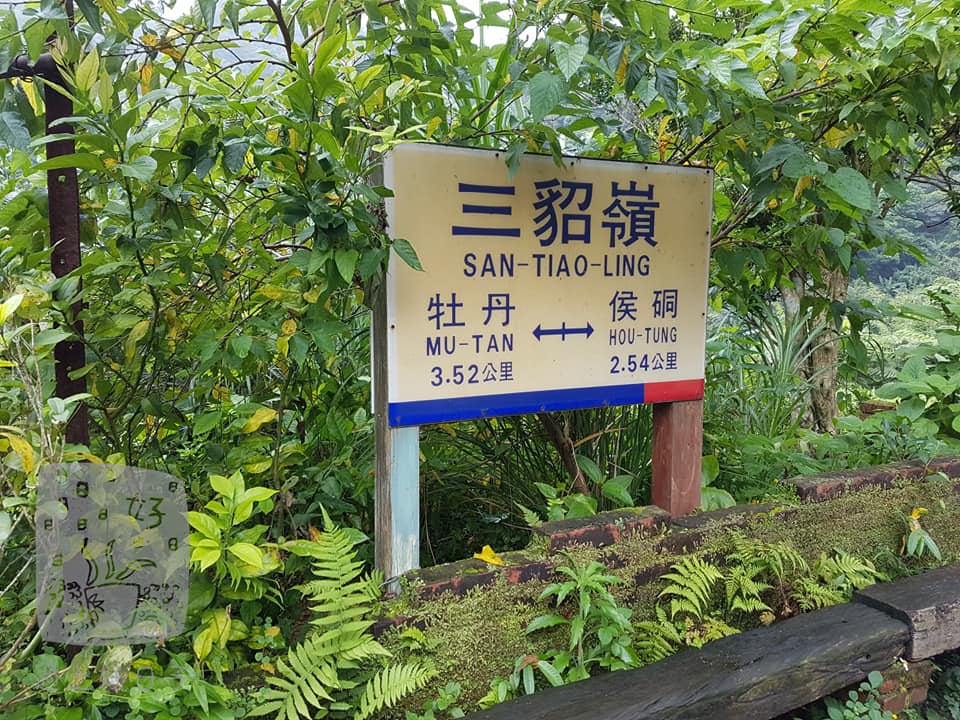 三貂嶺
SAN-TIAO-LING
牡丹 侯硐
MU-TAN HOU-TUNG
3.52公里 2.54公里
好